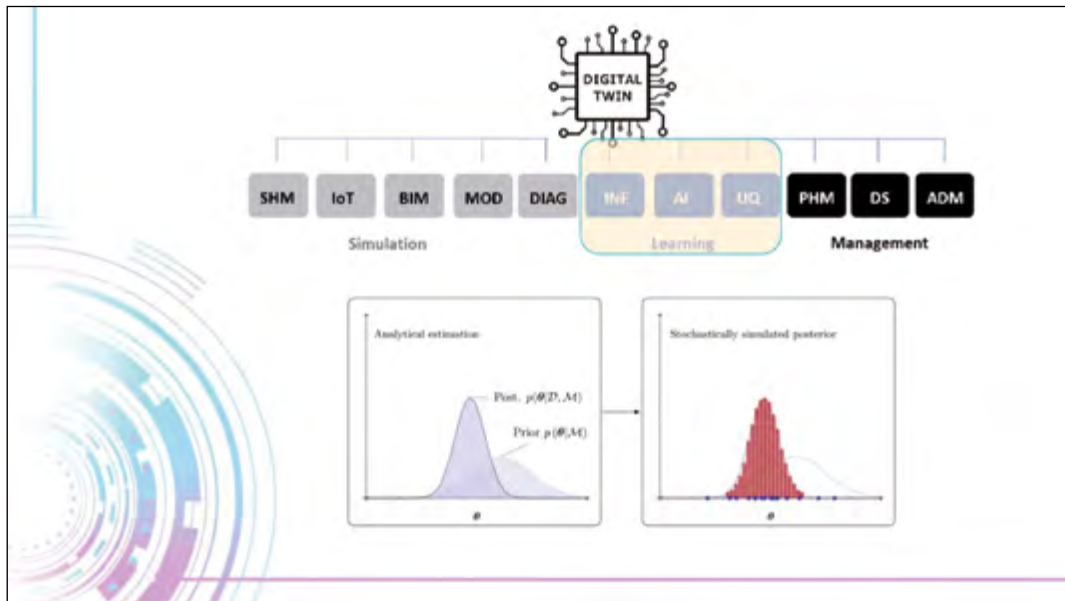 DIGITAL
TWIN
SHM IoT BIM MOD DIAG INF AI UQ PHM DS ADM
Simulation Learning Management
Analytical estimation
Post. p(θ|D, M)
Prior p(θ|M)
θ
Stochastically simulated posterior
θ